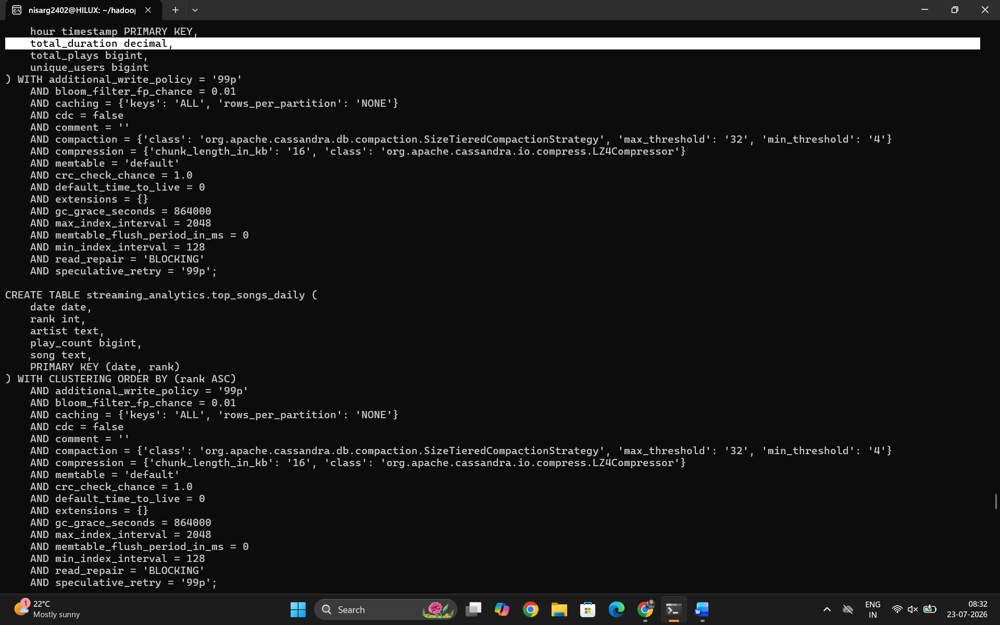 nisarg2402@HILUX: ~/hadoop
hour timestamp PRIMARY KEY,
total_duration decimal,
total_plays bigint,
unique_users bigint
) WITH additional_write_policy = '99p'
AND bloom_filter_fp_chance = 0.01
AND caching = {'keys': 'ALL', 'rows_per_partition': 'NONE'}
AND cdc = false
AND comment = ''
AND compaction = {'class': 'org.apache.cassandra.db.compaction.SizeTieredCompactionStrategy', 'max_threshold': '32', 'min_threshold': '4'}
AND compression = {'chunk_length_in_kb': '16', 'class': 'org.apache.cassandra.io.compress.LZ4Compressor'}
AND memtable = 'default'
AND crc_check_chance = 1.0
AND default_time_to_live = 0
AND extensions = {}
AND gc_grace_seconds = 864000
AND max_index_interval = 2048
AND memtable_flush_period_in_ms = 0
AND min_index_interval = 128
AND read_repair = 'BLOCKING'
AND speculative_retry = '99p';
CREATE TABLE streaming_analytics.top_songs_daily (
date date,
rank int,
artist text,
play_count bigint,
song text,
PRIMARY KEY (date, rank)
) WITH CLUSTERING ORDER BY (rank ASC)
AND additional_write_policy = '99p'
AND bloom_filter_fp_chance = 0.01
AND caching = {'keys': 'ALL', 'rows_per_partition': 'NONE'}
AND cdc = false
AND comment = ''
AND compaction = {'class': 'org.apache.cassandra.db.compaction.SizeTieredCompactionStrategy', 'max_threshold': '32', 'min_threshold': '4'}
AND compression = {'chunk_length_in_kb': '16', 'class': 'org.apache.cassandra.io.compress.LZ4Compressor'}
AND memtable = 'default'
AND crc_check_chance = 1.0
AND default_time_to_live = 0
AND extensions = {}
AND gc_grace_seconds = 864000
AND max_index_interval = 2048
AND memtable_flush_period_in_ms = 0
AND min_index_interval = 128
AND read_repair = 'BLOCKING'
AND speculative_retry = '99p';
1
22°C
Mostly sunny
Search
ENG
IN
08:32
23-07-2026